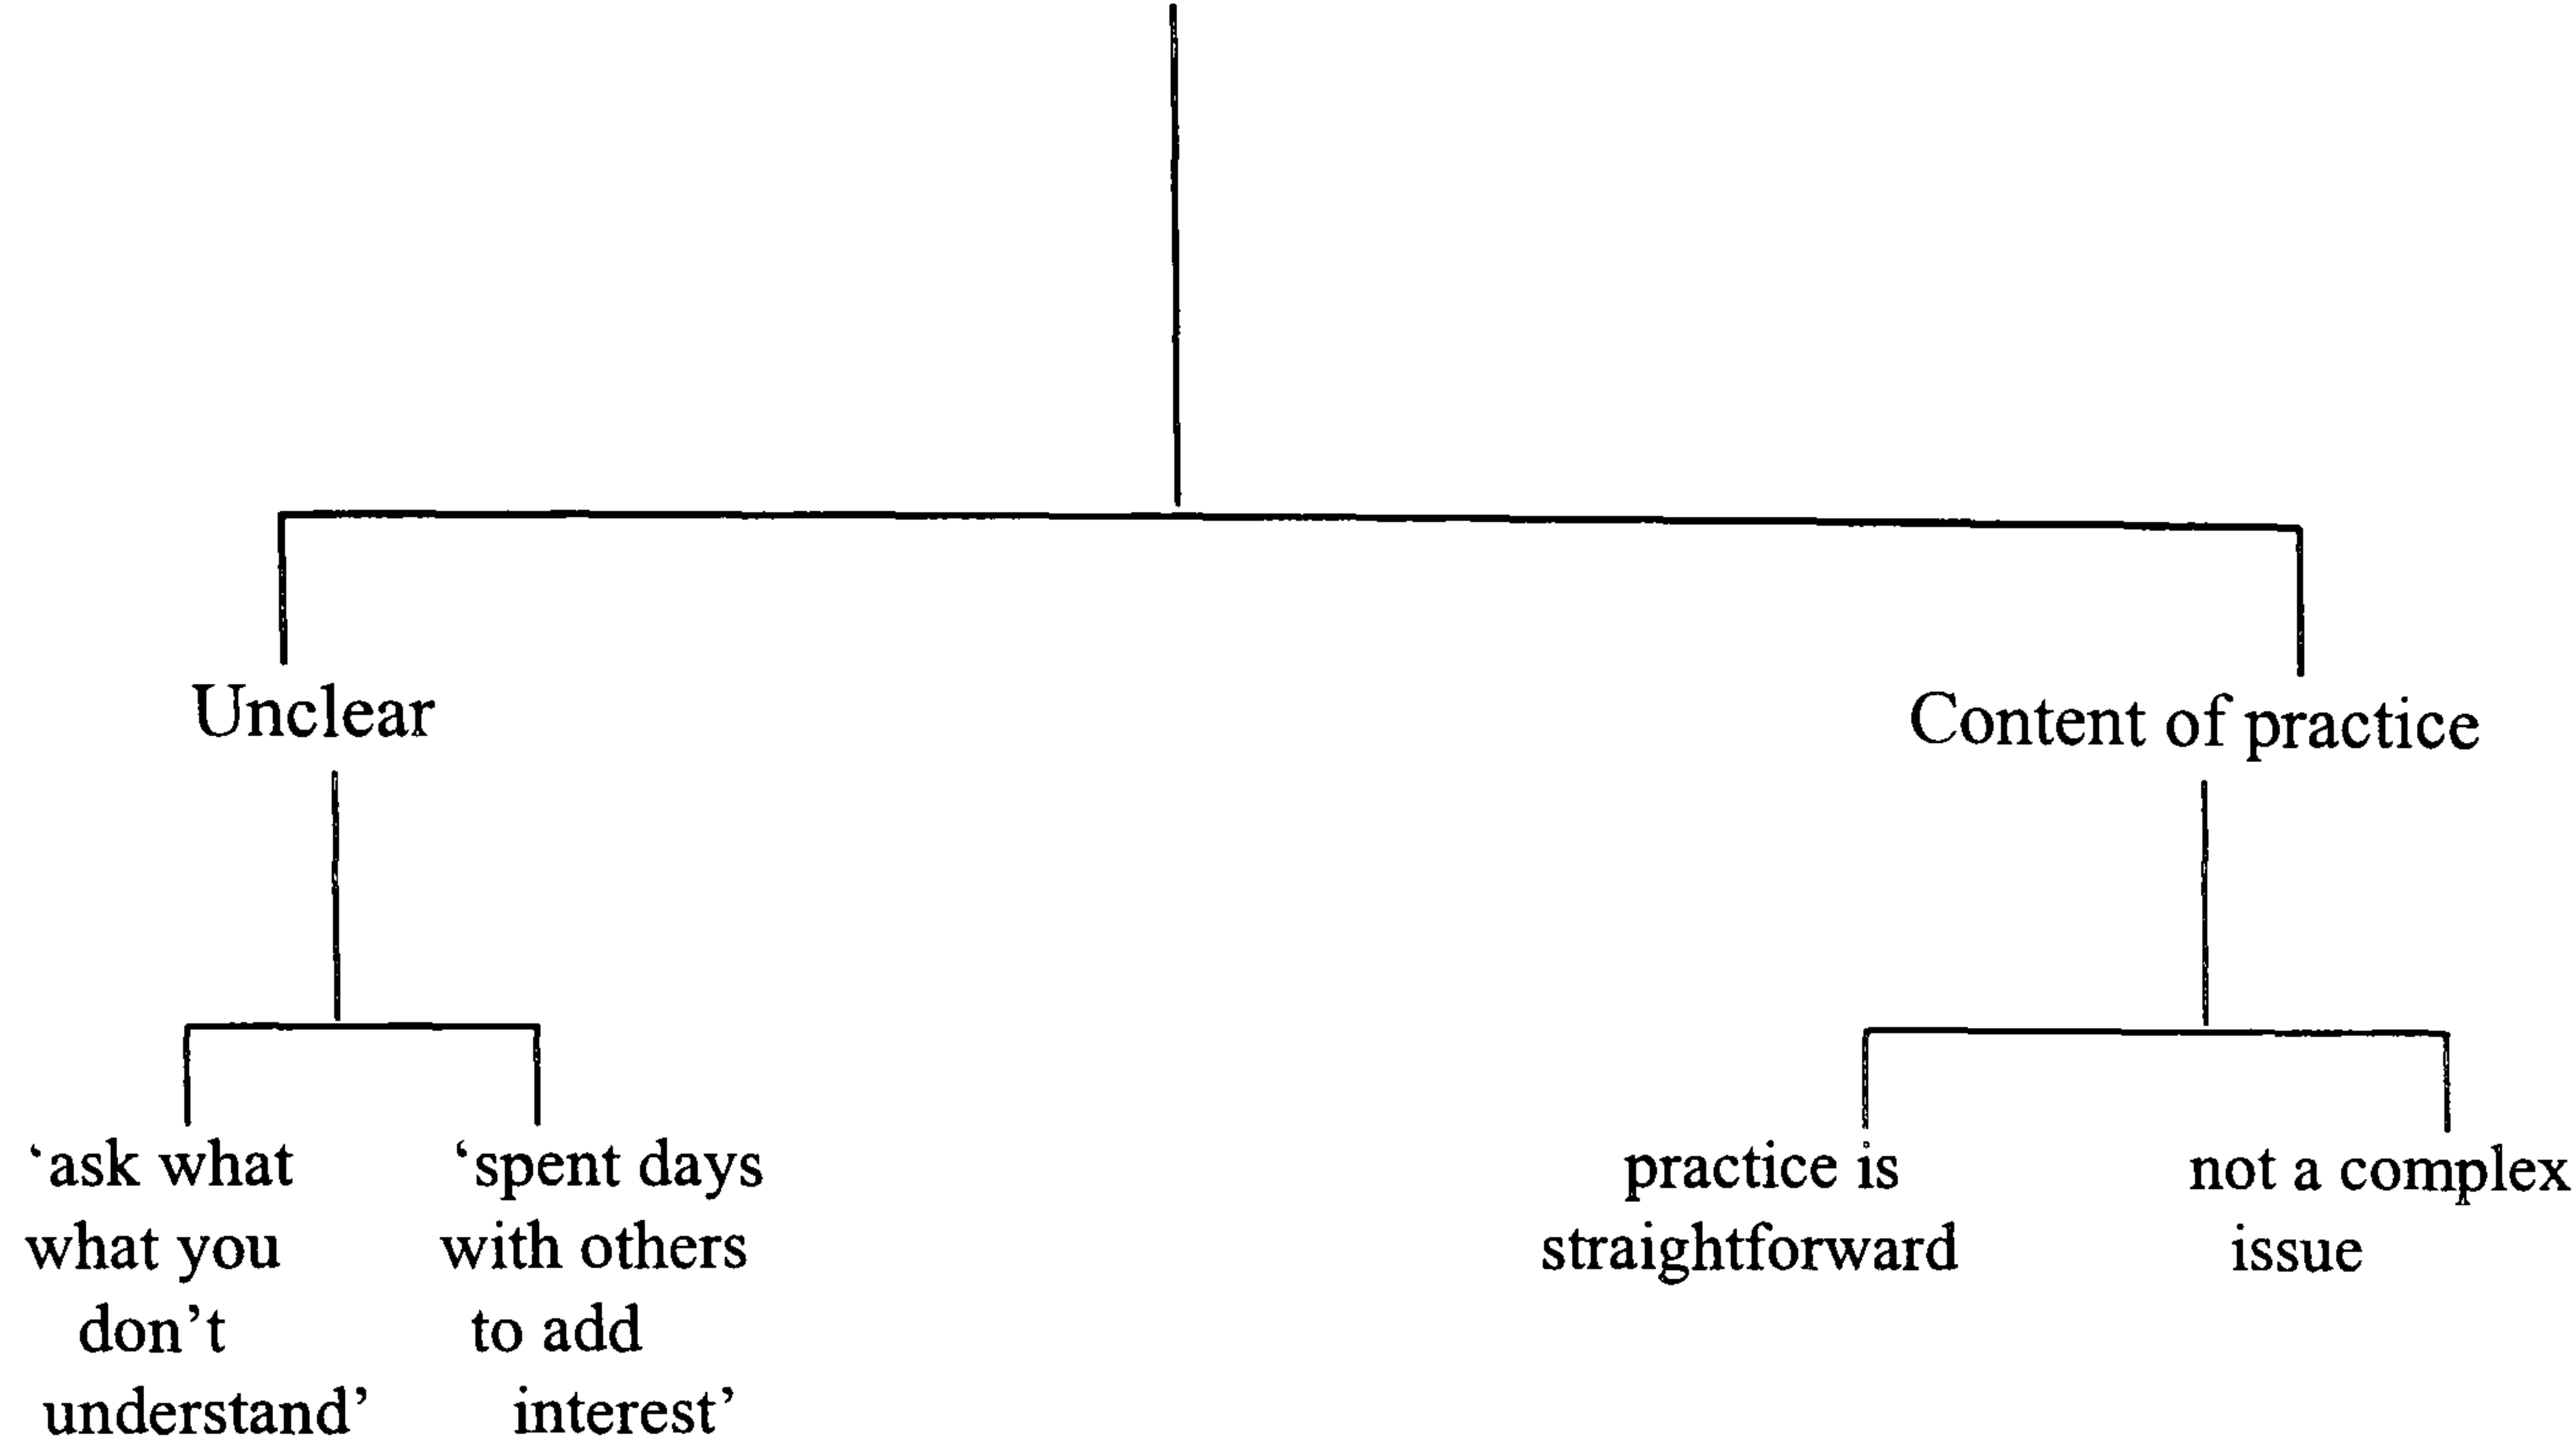 Unclear
Content of practice
‘ask what
what you
don’t
understand’
‘spent days
with others
to add
interest’
practice is
straightforward
not a complex
issue